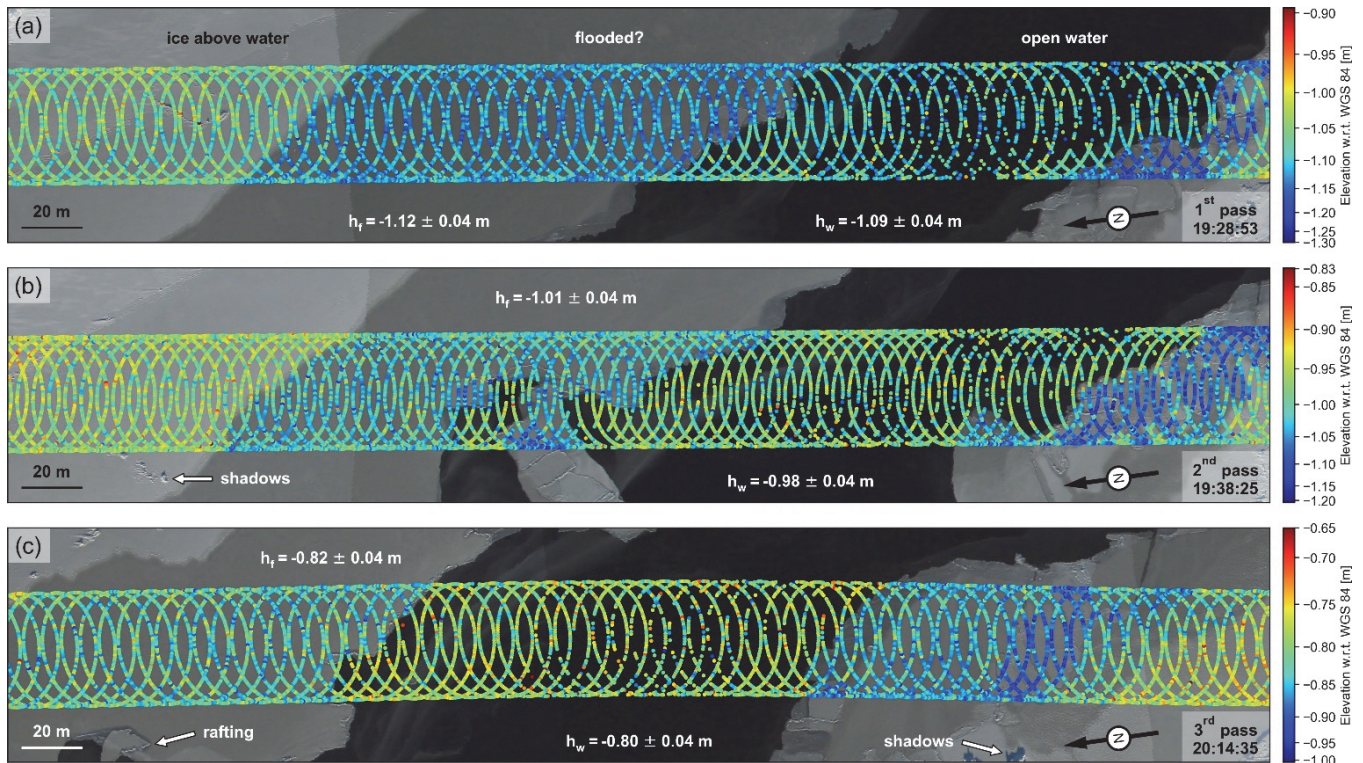 (a)
ice above water
flooded?
open water
20 m
h_f = -1.12 ± 0.04 m
h_w = -1.09 ± 0.04 m
N
1st pass
19:28:53
−0.90
−0.95
−1.00
−1.05
−1.10
−1.15
−1.20
−1.25
−1.30
Elevation w.r.t. WGS 84 [m]
(b)
h_f = -1.01 ± 0.04 m
20 m
shadows
h_w = -0.98 ± 0.04 m
N
2nd pass
19:38:25
−0.83
−0.90
−0.95
−1.00
−1.05
−1.10
−1.15
−1.20
Elevation w.r.t. WGS 84 [m]
(c)
h_f = -0.82 ± 0.04 m
20 m
rafting
h_w = -0.80 ± 0.04 m
shadows
N
3rd pass
20:14:35
−0.65
−0.70
−0.75
−0.80
−0.85
−0.90
−0.95
−1.00
Elevation w.r.t. WGS 84 [m]